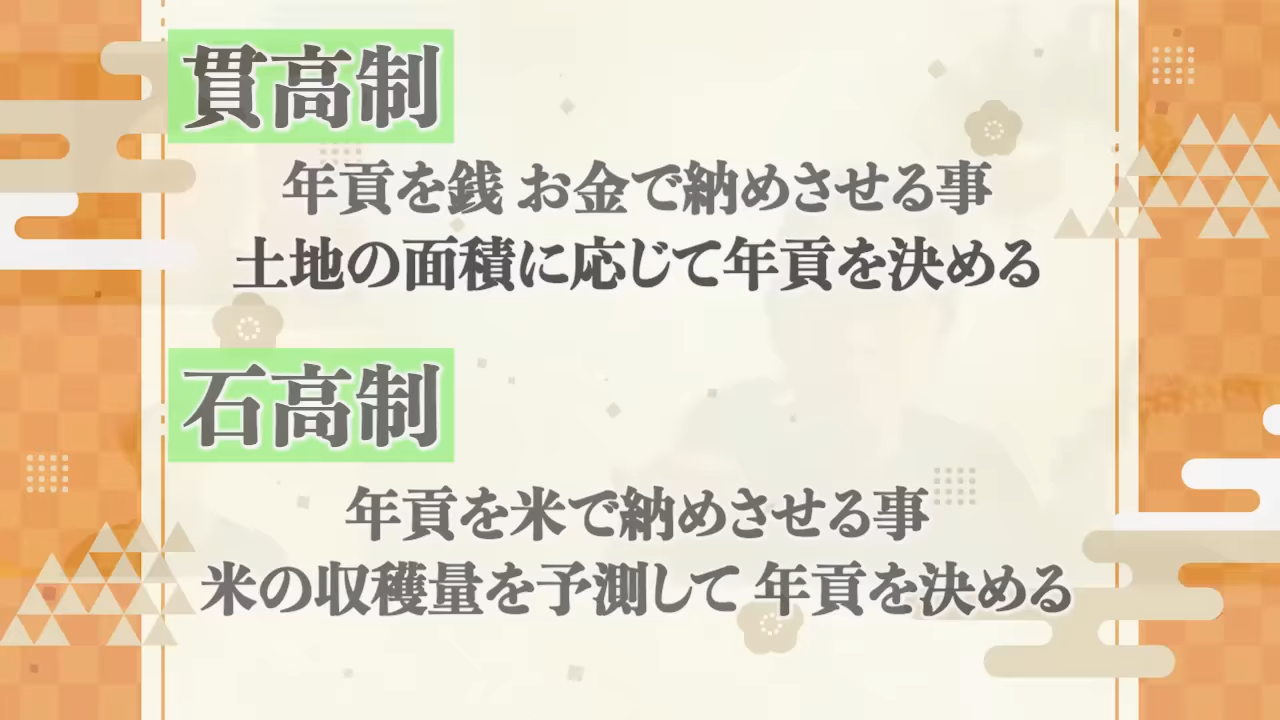 貫高制
年貢を銭 お金で納めさせる事
土地の面積に応じて年貢を決める
石高制
年貢を米で納めさせる事
米の収穫量を予測して 年貢を決める